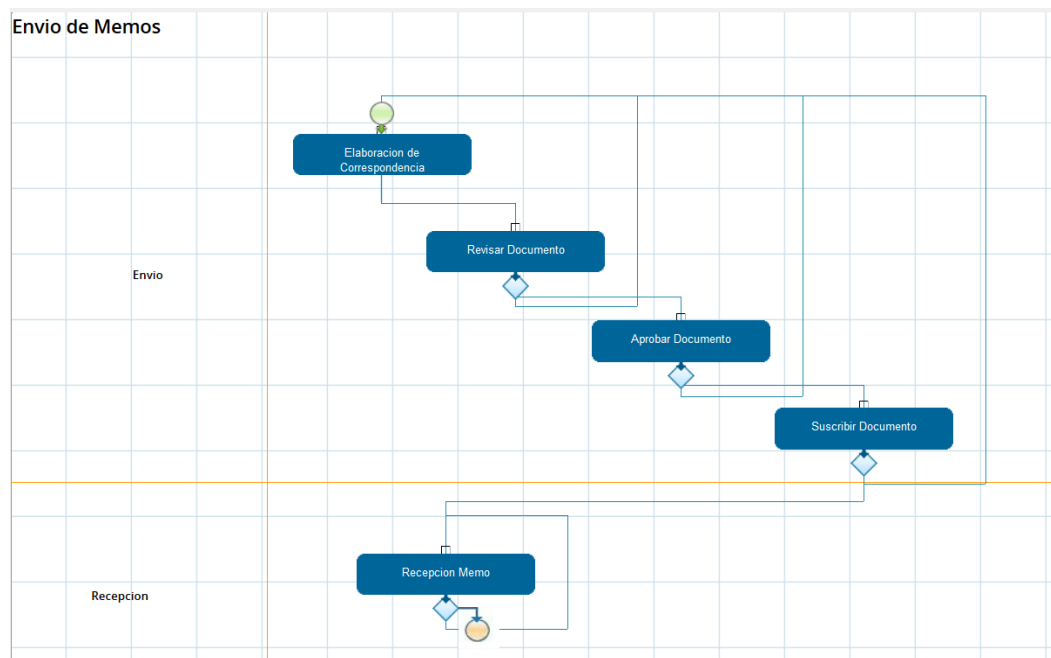 Envio de Memos
Elaboracion de
Correspondencia
Revisar Documento
Envio
Aprobar Documento
Suscribir Documento
Recepcion Memo
Recepcion